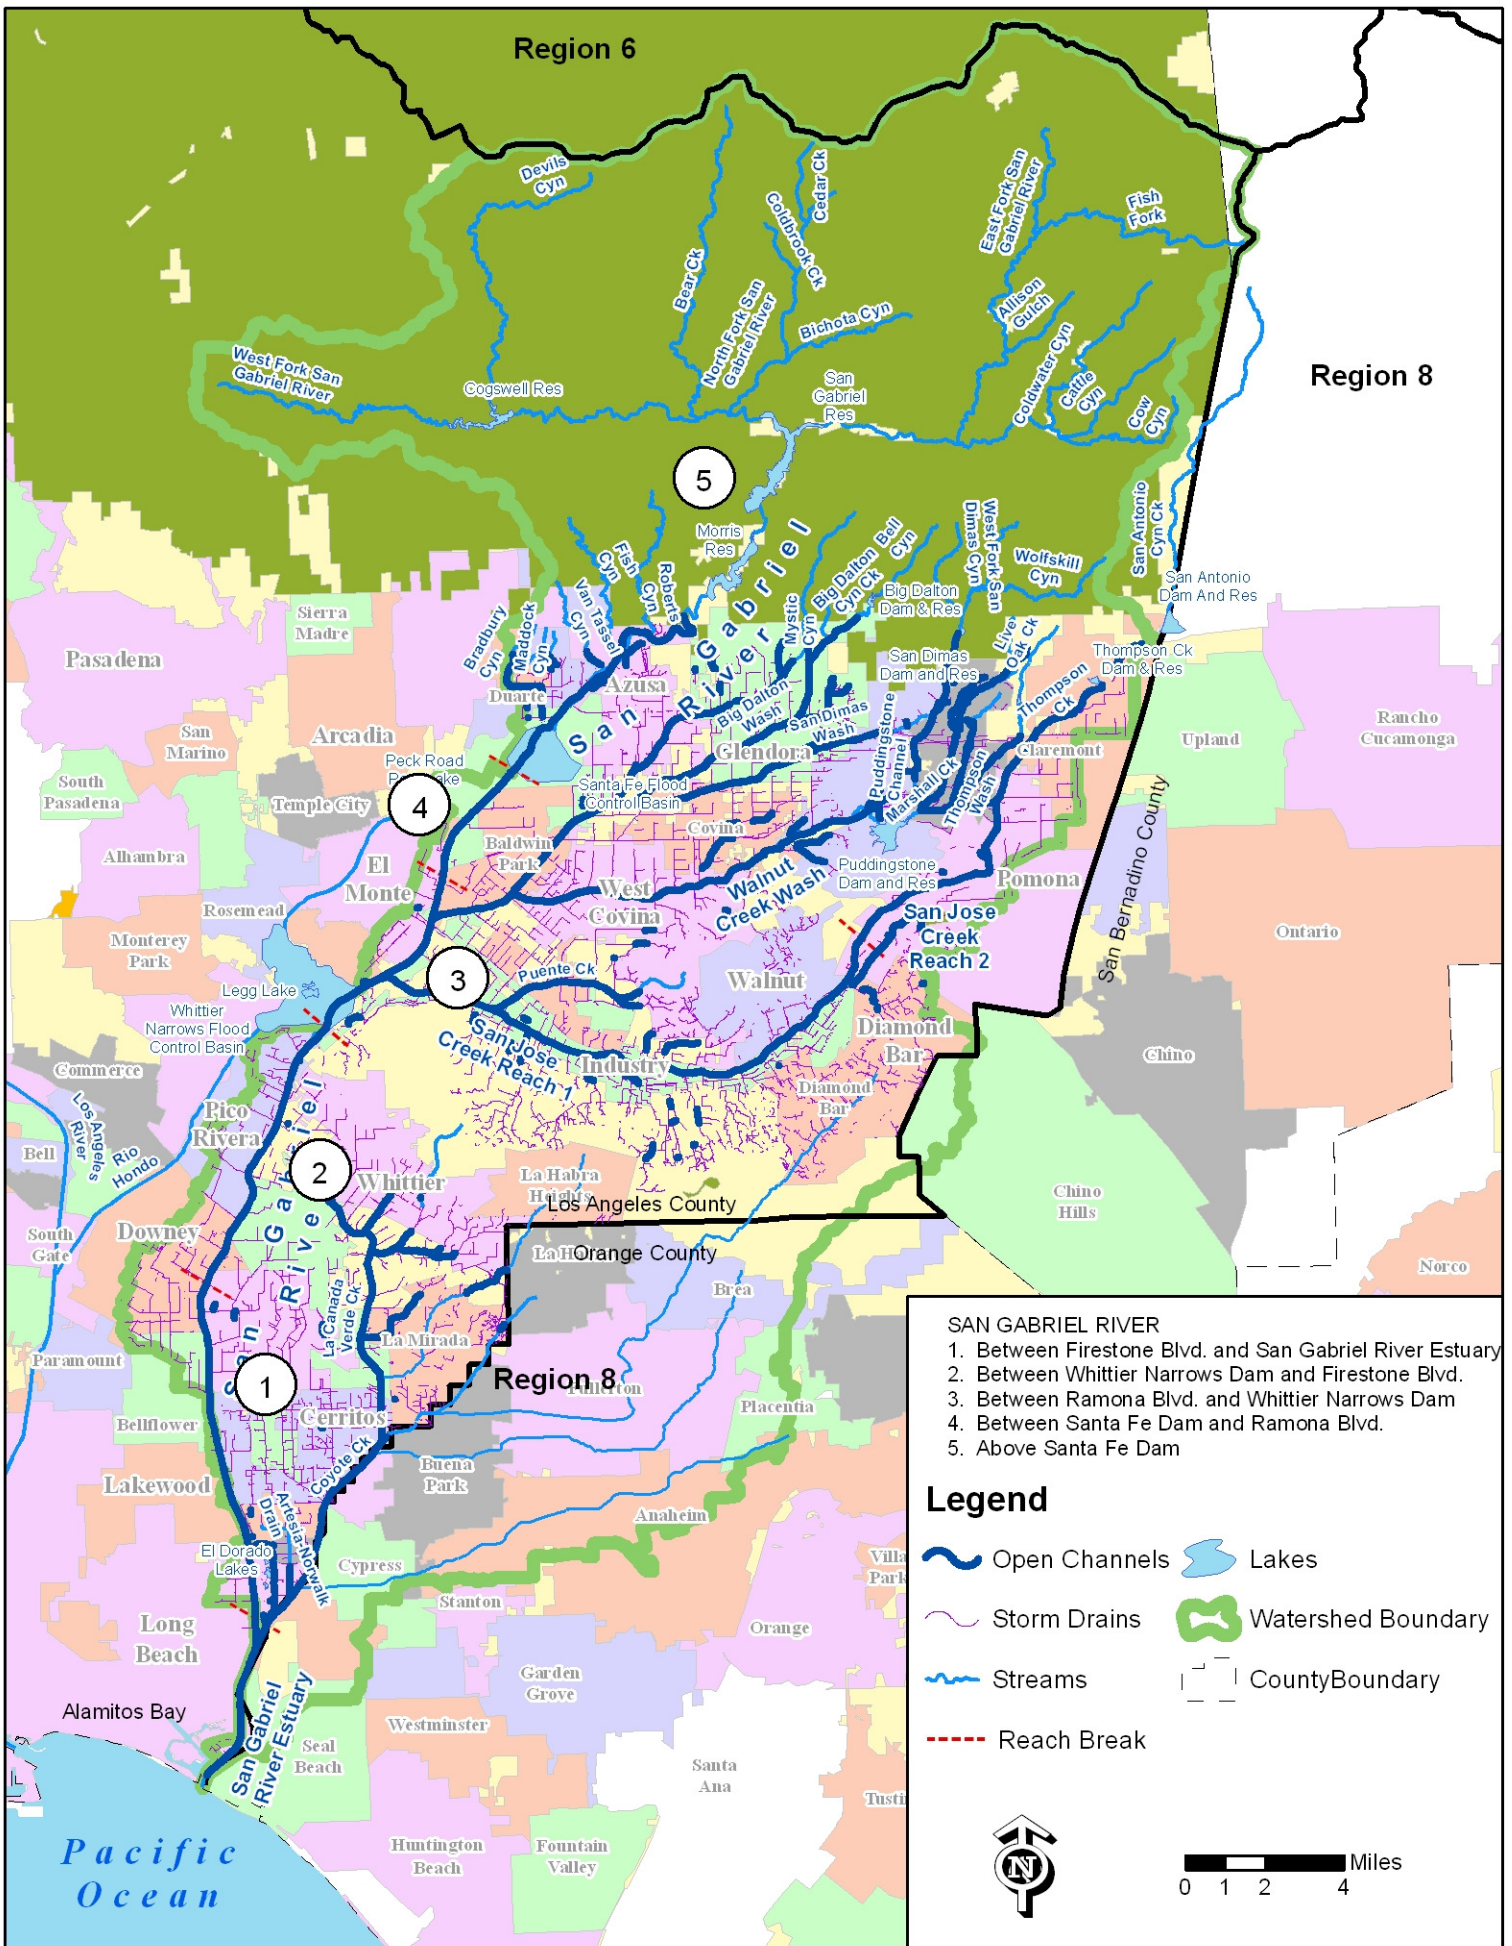 Region 6
Devils
Cyn
Cedar Ck
Coldbrook Ck
East Fork San
Gabriel River
Fish
Fork
Bear Ck
North Fork San
Gabriel River
Bichota Cyn
Allison
Gulch
Coldwater Cyn
Cattle
Cyn
Cow
Cyn
West Fork San
Gabriel River
Cogswell Res
San
Gabriel
Res
Region 8
5
Morris
Res
San Gabriel
River
Fish
Cyn
Roberts
Cyn
Van Tassel
Cyn
Maddock
Cyn
Bradbury
Cyn
Mystic
Cyn
Big Dalton
Cyn Ck
Bell
Cyn
Big Dalton
Dam & Res
West Fork San
Dimas Cyn
Wolfskill
Cyn
San Antonio
Cyn Ck
San Antonio
Dam And Res
Live
Oak Ck
Thompson Ck
Dam & Res
San Dimas
Dam and Res
Thompson
Ck
Sierra
Madre
Pasadena
Duarte
Azusa
Big Dalton
Wash
San Dimas
Wash
Glendora
Puddingstone
Channel
Marshall Ck
Thompson
Wash
Claremont
Upland
Rancho
Cucamonga
San
Marino
Arcadia
South
Pasadena
Temple City
Peck Road
4
Santa Fe Flood
Control Basin
Alhambra
El
Monte
Baldwin
Park
Covina
West
Covina
Walnut
Creek Wash
Puddingstone
Dam and Res
Pomona
San Bernadino County
Ontario
Rosemead
Monterey
Park
Legg Lake
Whittier
Narrows Flood
Control Basin
3
Puente Ck
San Jose
Creek Reach 1
Industry
Walnut
San Jose
Creek
Reach 2
Diamond
Bar
Diamond
Bar
Chino
Commerce
Bell
Los Angeles
River
Rio
Hondo
Pico
Rivera
2
San Gabriel
River
Whittier
La Habra
Heights
Los Angeles County
Orange County
Chino
Hills
Norco
South
Gate
Downey
La Canada
Verde Ck
La Mirada
Brea
Paramount
1
Region 8
Fullerton
Placentia
Bellflower
Cerritos
Coyote Ck
Buena
Park
Lakewood
Artesia-Norwalk
Drain
Anaheim
El Dorado
Lakes
Cypress
Stanton
Villa
Park
Long
Beach
Orange
Garden
Grove
Alamitos Bay
San Gabriel
River Estuary
Seal
Beach
Westminster
Santa
Ana
Huntington
Beach
Fountain
Valley
Pacific
Ocean
SAN GABRIEL RIVER
1. Between Firestone Blvd. and San Gabriel River Estuary
2. Between Whittier Narrows Dam and Firestone Blvd.
3. Between Ramona Blvd. and Whittier Narrows Dam
4. Between Santa Fe Dam and Ramona Blvd.
5. Above Santa Fe Dam
Legend
Open Channels
Lakes
Storm Drains
Watershed Boundary
Streams
CountyBoundary
Reach Break
N
Miles
0 1 2 4